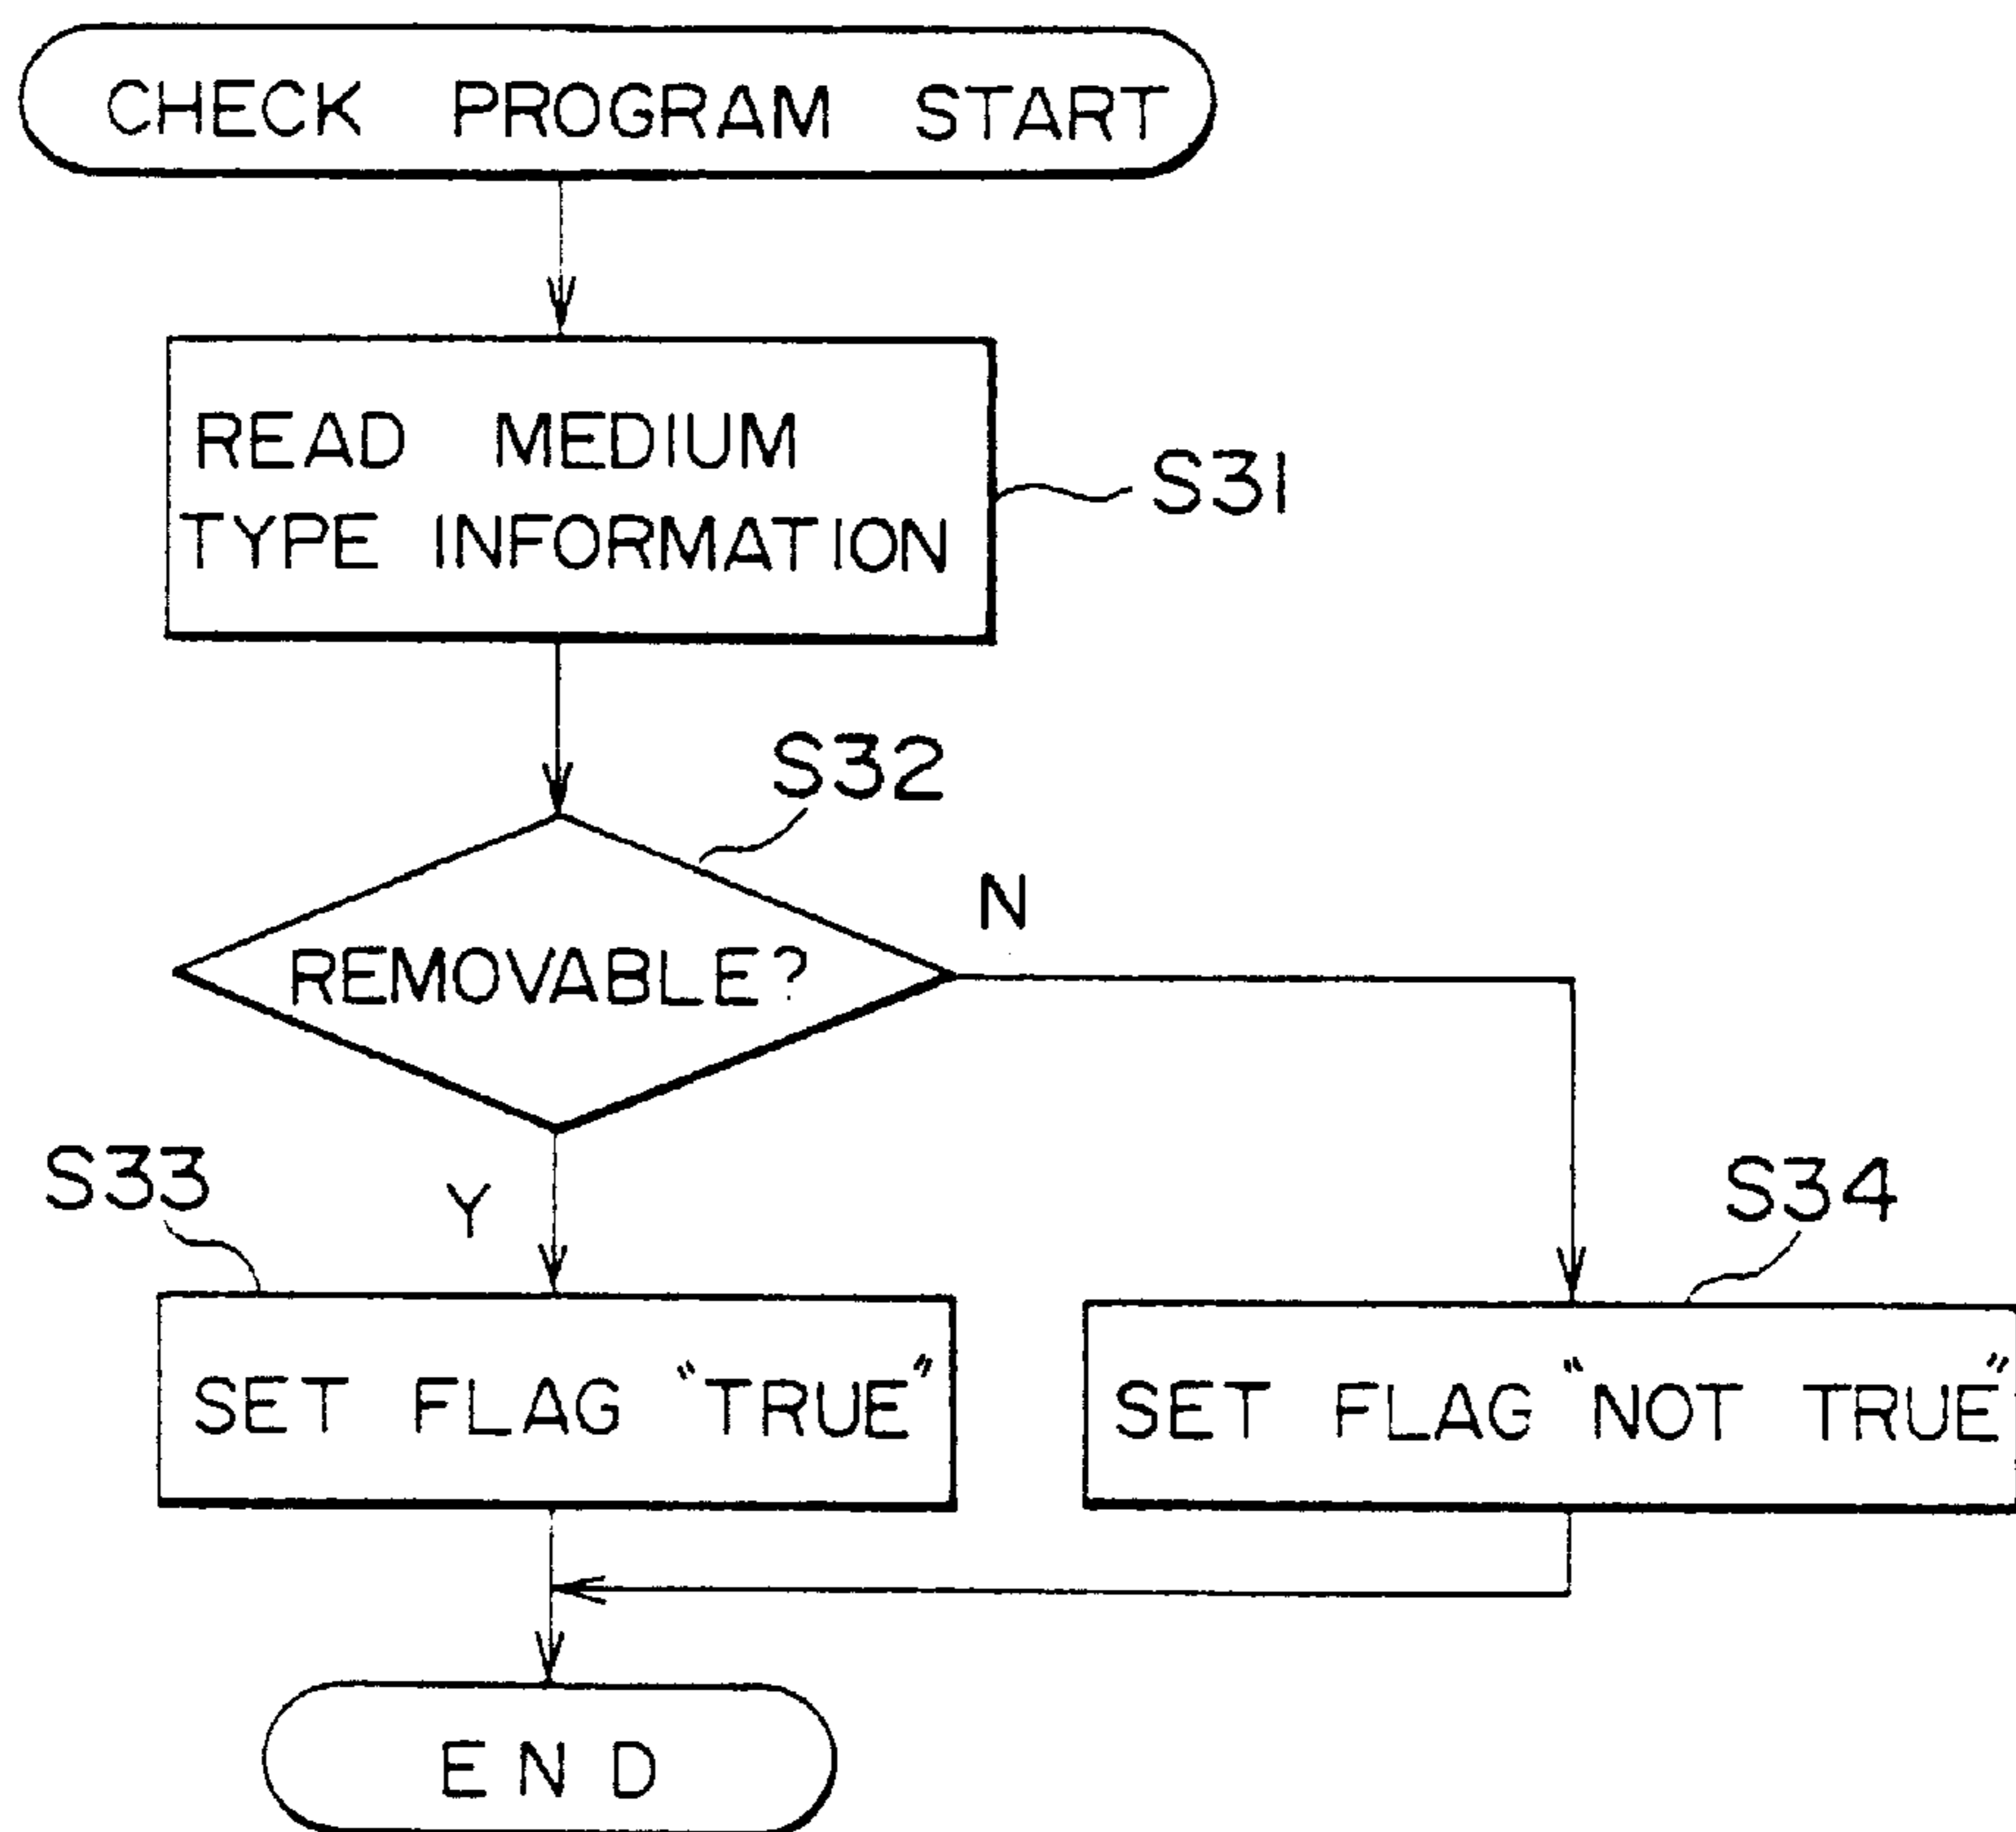 CHECK PROGRAM START
READ MEDIUM
TYPE INFORMATION
S31
S32
REMOVABLE?
N
Y
S33
S34
SET FLAG "TRUE"
SET FLAG "NOT TRUE"
END